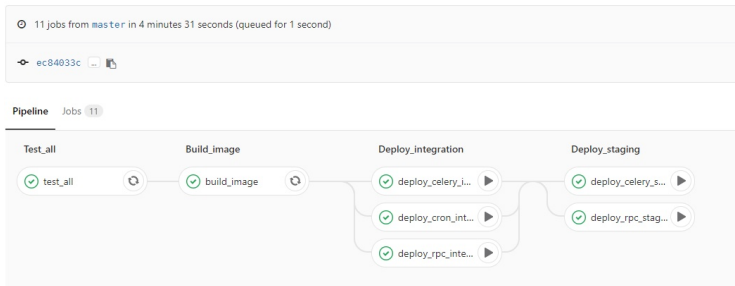 11 jobs from master in 4 minutes 31 seconds (queued for 1 second)
ec84033c ...
Pipeline Jobs 11
Test_all Build_image Deploy_integration Deploy_staging
test_all build_image deploy_celery_i... deploy_celery_s...
deploy_cron_int... deploy_rpc_stag...
deploy_rpc_inte...